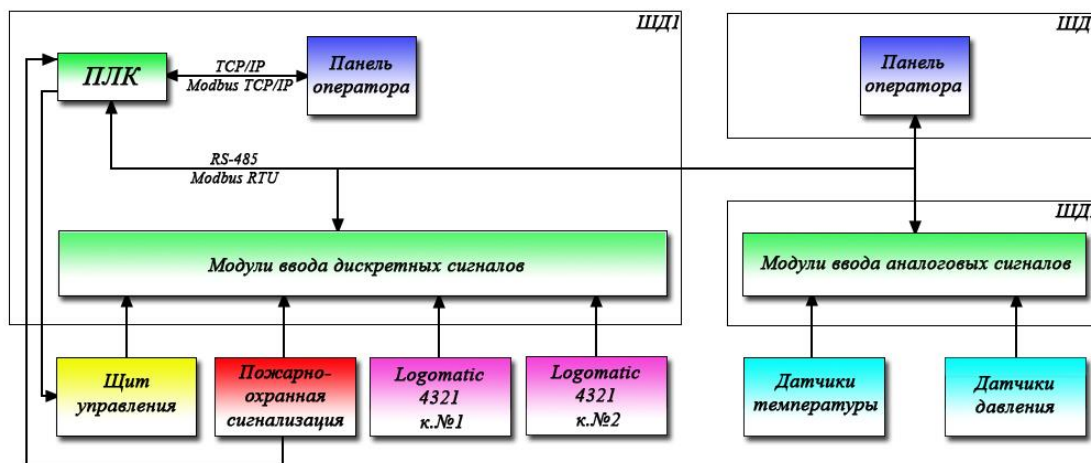 ЩД1
ЩД
ПЛК
TCP/IP
Modbus TCP/IP
Панель
оператора
Панель
оператора
RS-485
Modbus RTU
ЩД
Модули ввода дискретных сигналов
Модули ввода аналоговых сигналов
Щит
управления
Пожарно-
охранная
сигнализация
Logomatic
4321
к.№1
Logomatic
4321
к.№2
Датчики
температуры
Датчики
давления